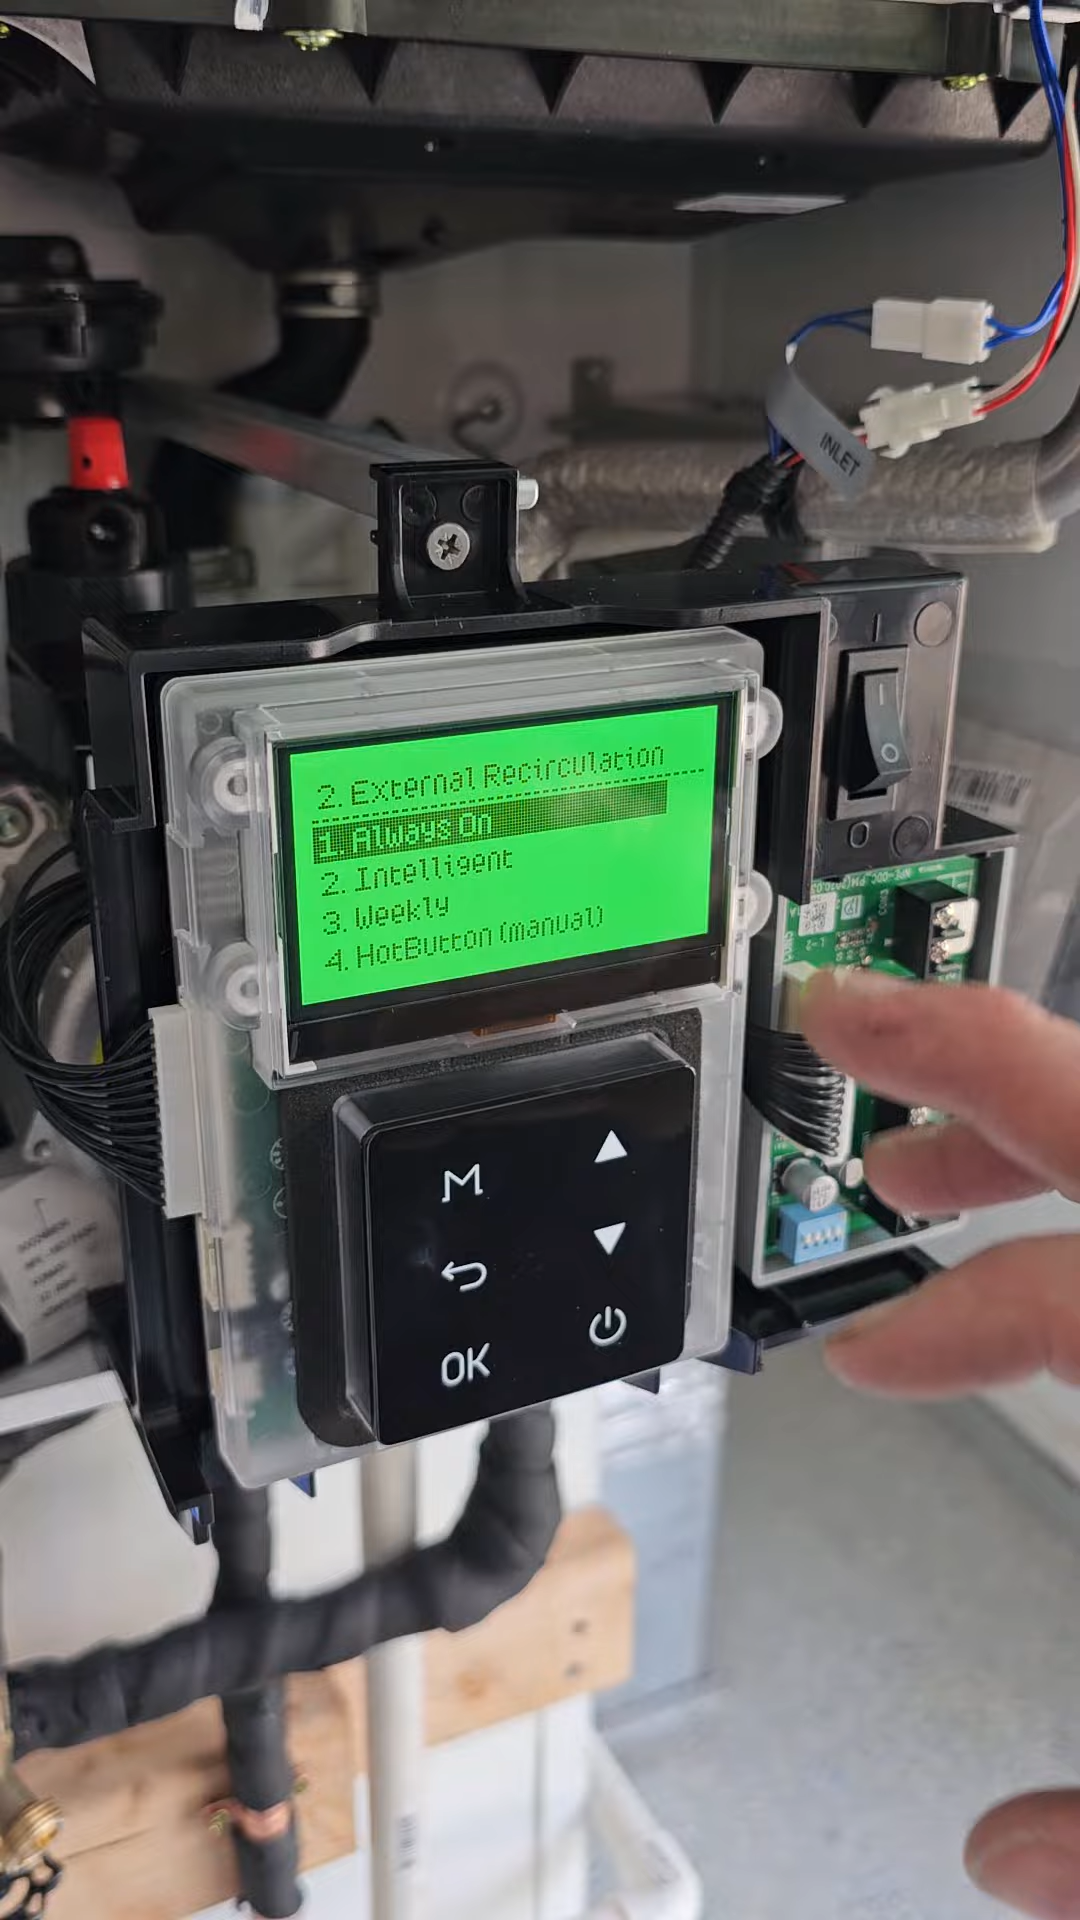 INLET
2. External Recirculation
1. Always On
2. Intelligent
3. Weekly
4. HotButton (manual)
M
OK